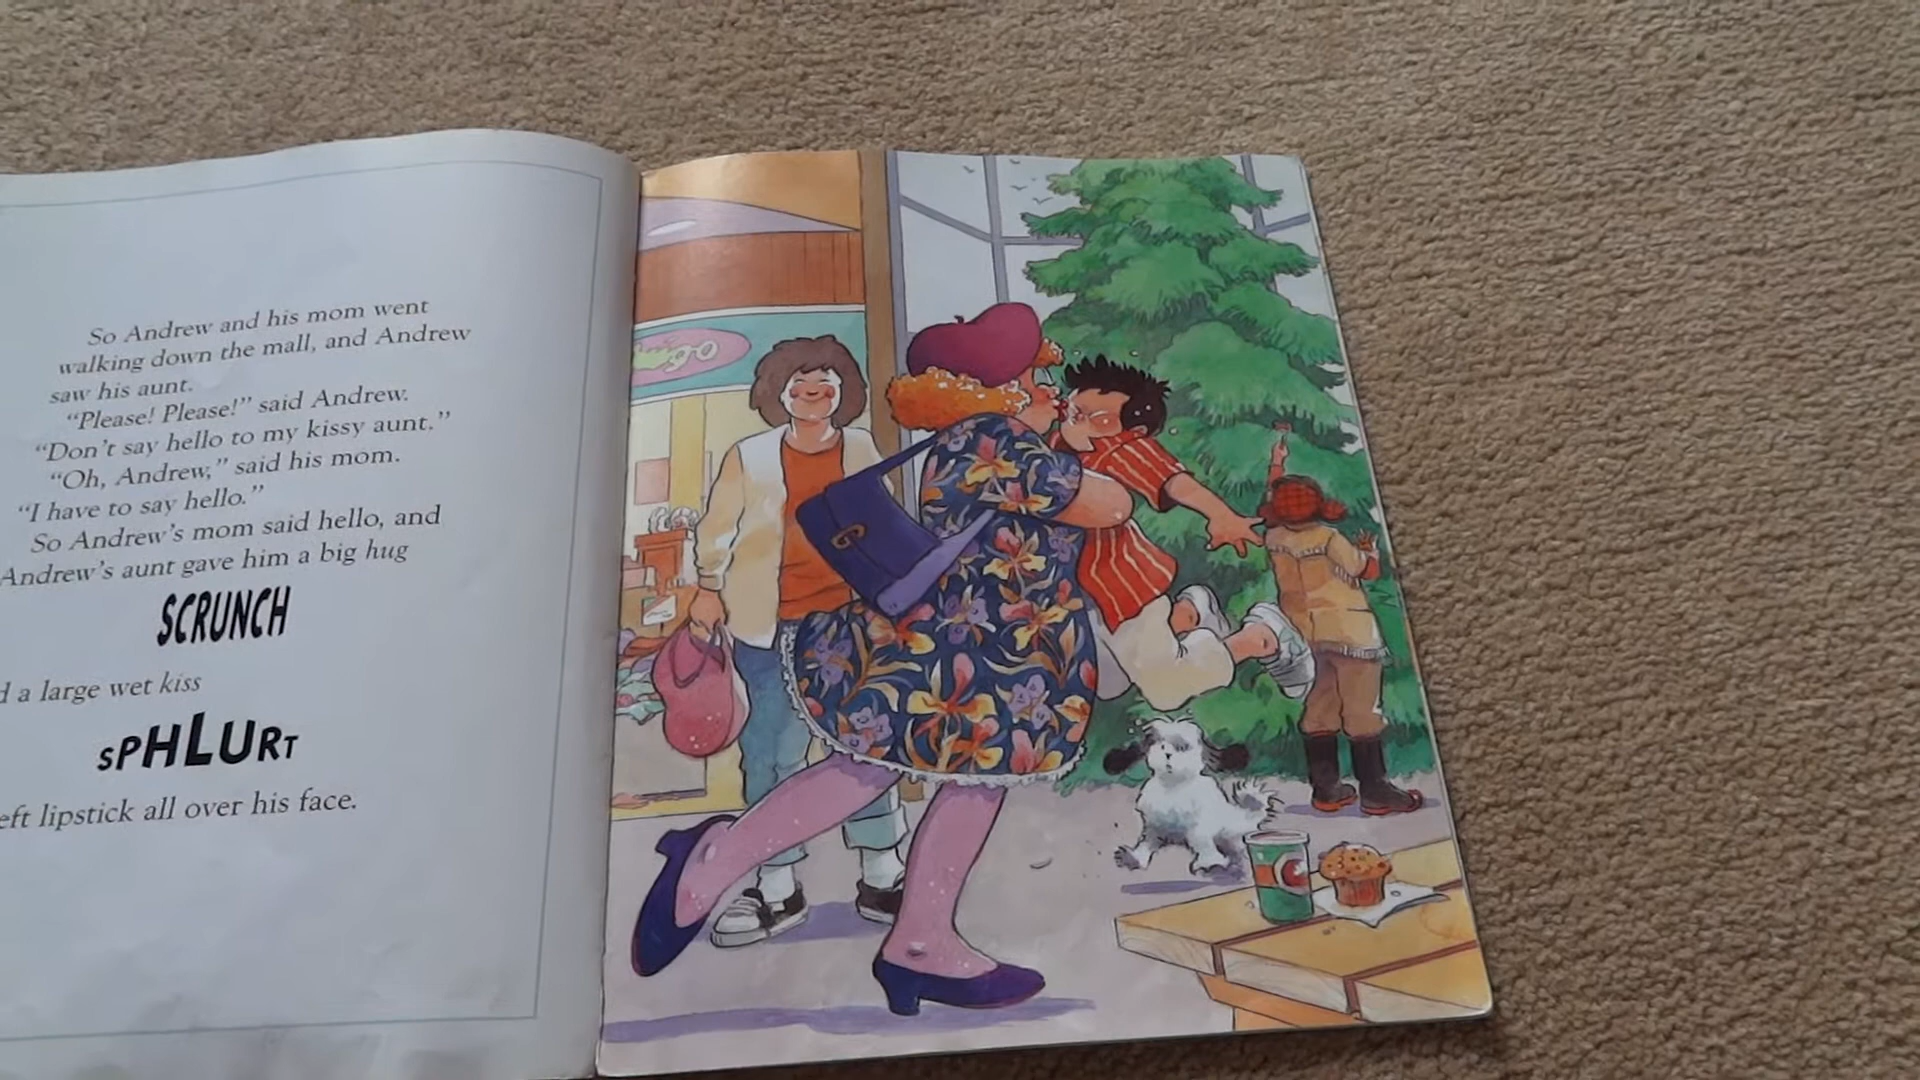 So Andrew and his mom went
walking down the mall, and Andrew
saw his aunt.
“Please! Please!” said Andrew.
“Don’t say hello to my kissy aunt.”
“Oh, Andrew,” said his mom.
“I have to say hello.”
So Andrew’s mom said hello, and
Andrew’s aunt gave him a big hug
SCRUNCH
a large wet kiss
SPHLURT
lipstick all over his face.